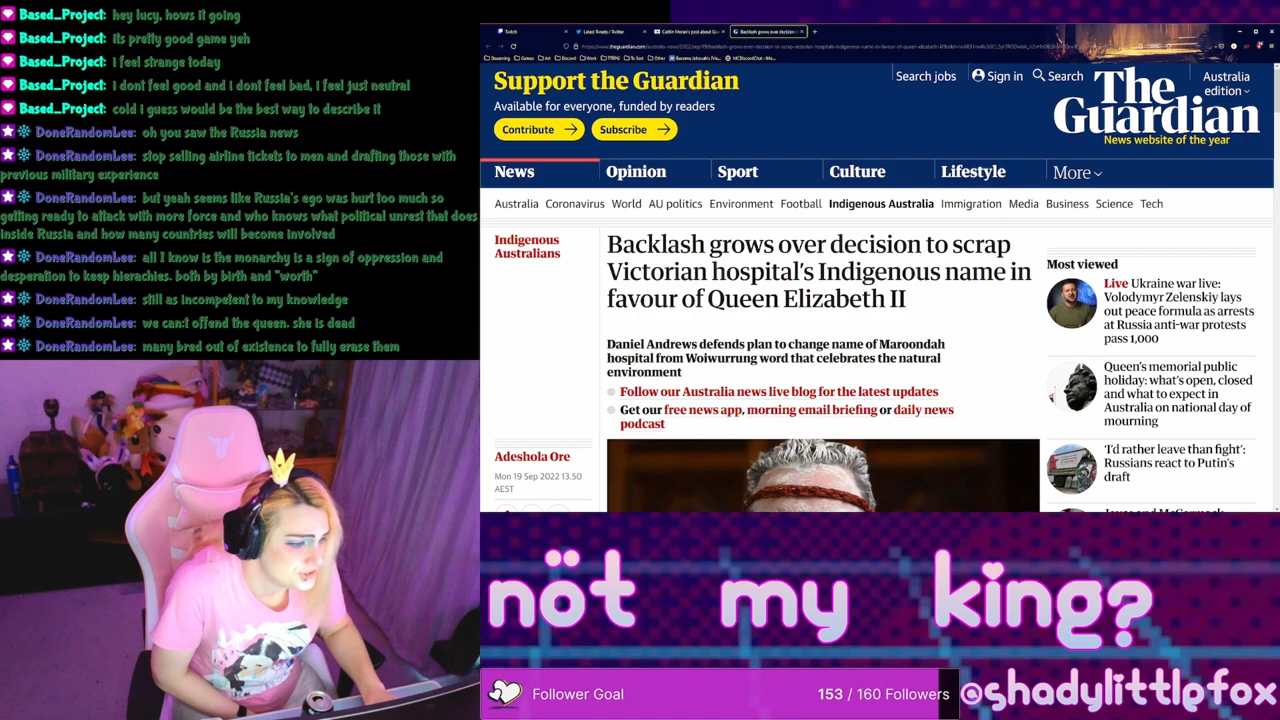 Based_Project: hey lucy, hows it going
Based_Project: its pretty good game yeh
Based_Project: i feel strange today
Based_Project: i dont feel good and i dont feel bad, i feel just neutral
Based_Project: cold i guess would be the best way to describe it
DoneRandomLee: oh you saw the Russia news
DoneRandomLee: stop selling airline tickets to men and drafting those with
previous military experience
DoneRandomLee: but yeah seems like Russia's ego was hurt too much so
getting ready to attack with more force and who knows what political unrest that does
inside Russia and how many countries will become involved
DoneRandomLee: all I know is the monarchy is a sign of oppression and
desperation to keep hierachies. both by birth and "worth"
DoneRandomLee: still as incompetent to my knowledge
DoneRandomLee: we can't offend the queen. she is dead
DoneRandomLee: many bred out of existence to fully erase them
Twitch
Latest Tweets / Twitter
Backlash grows over decision
Support the Guardian
Available for everyone, funded by readers
Contribute
Subscribe
Search jobs
Sign in
Search
Australia
edition
The
Guardian
News website of the year
News
Opinion
Sport
Culture
Lifestyle
More
Australia
Coronavirus
World
AU politics
Environment
Football
Indigenous Australia
Immigration
Media
Business
Science
Tech
Indigenous
Australians
Backlash grows over decision to scrap
Victorian hospital's Indigenous name in
favour of Queen Elizabeth II
Daniel Andrews defends plan to change name of Maroondah
hospital from Woiwurrung word that celebrates the natural
environment
Follow our Australia news live blog for the latest updates
Get our free news app, morning email briefing or daily news
podcast
Adeshola Ore
Mon 19 Sep 2022 13.50
AEST
Most viewed
Live Ukraine war live:
Volodymyr Zelenskiy lays
out peace formula as arrests
at Russia anti-war protests
pass 1,000
Queen's memorial public
holiday: what's open, closed
and what to expect in
Australia on national day of
mourning
'I'd rather leave than fight':
Russians react to Putin's
draft
nöt my king?
Follower Goal
153 / 160 Followers
@shadylittlefox